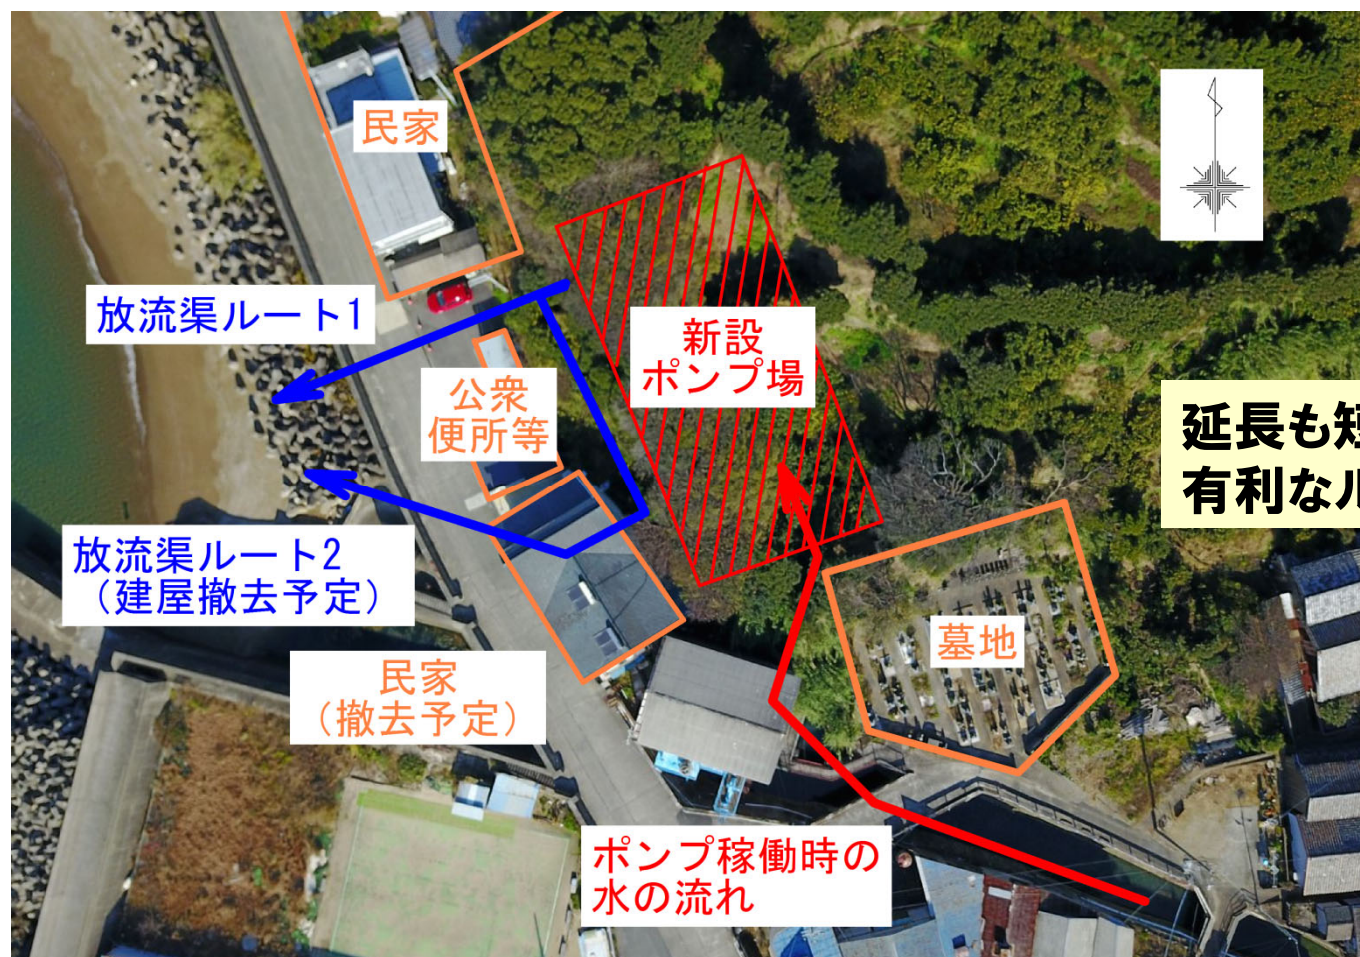 民家
放流渠ルート1
新設
ポンプ場
公衆
便所等
延長も
有利な
放流渠ルート2
（建屋撤去予定）
墓地
民家
（撤去予定）
ポンプ稼働時の
水の流れ